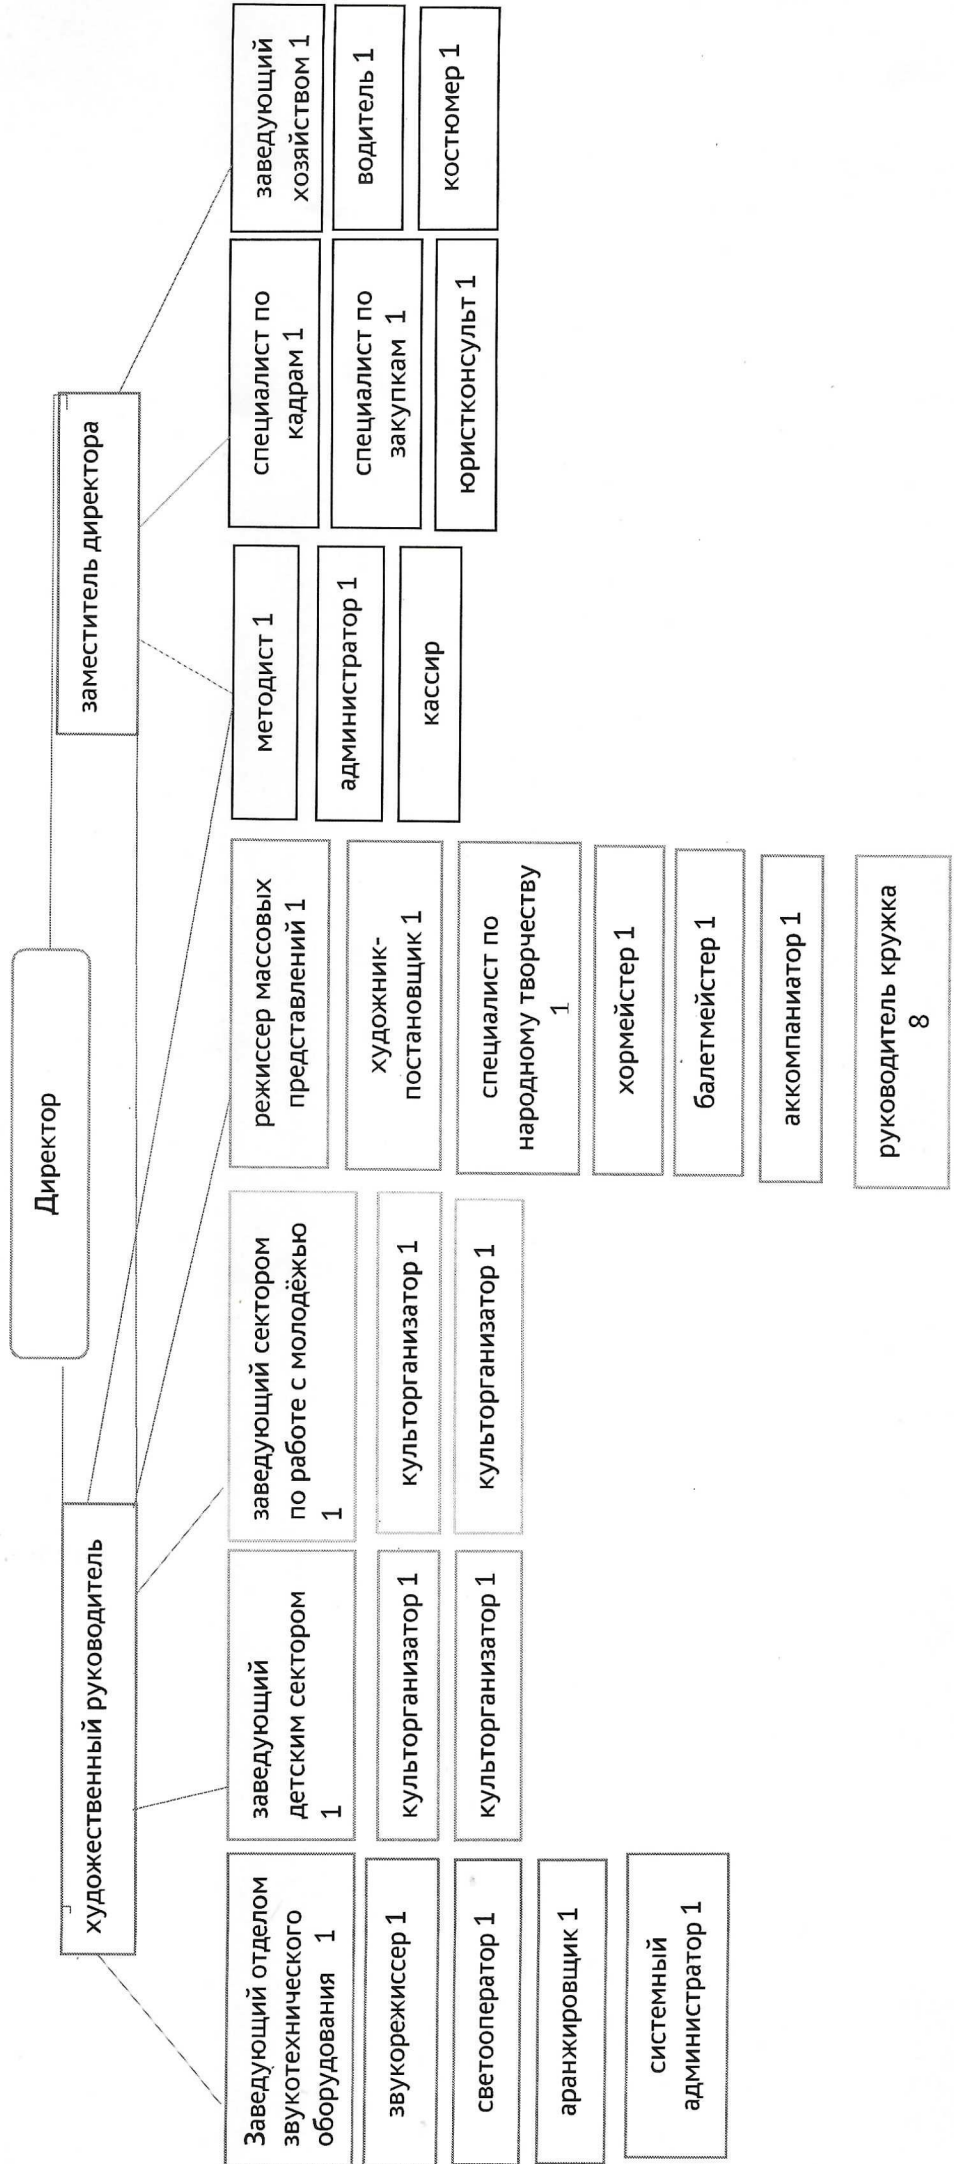 Директор
художественный руководитель
заместитель директора
Заведующий отделом
звукотехнического
оборудования 1
звукорежиссер 1
светооператор 1
аранжировщик 1
системный
администратор 1
заведующий
детским сектором
1
культорганизатор 1
культорганизатор 1
заведующий сектором
по работе с молодёжью
1
культорганизатор 1
культорганизатор 1
режиссер массовых
представлений 1
художник-
постановщик 1
специалист по
народному творчеству
1
хормейстер 1
балетмейстер 1
аккомпаниатор 1
руководитель кружка
8
методист 1
администратор 1
кассир
специалист по
кадрам 1
специалист по
закупкам 1
юристконсульт 1
заведующий
хозяйством 1
водитель 1
костюмер 1